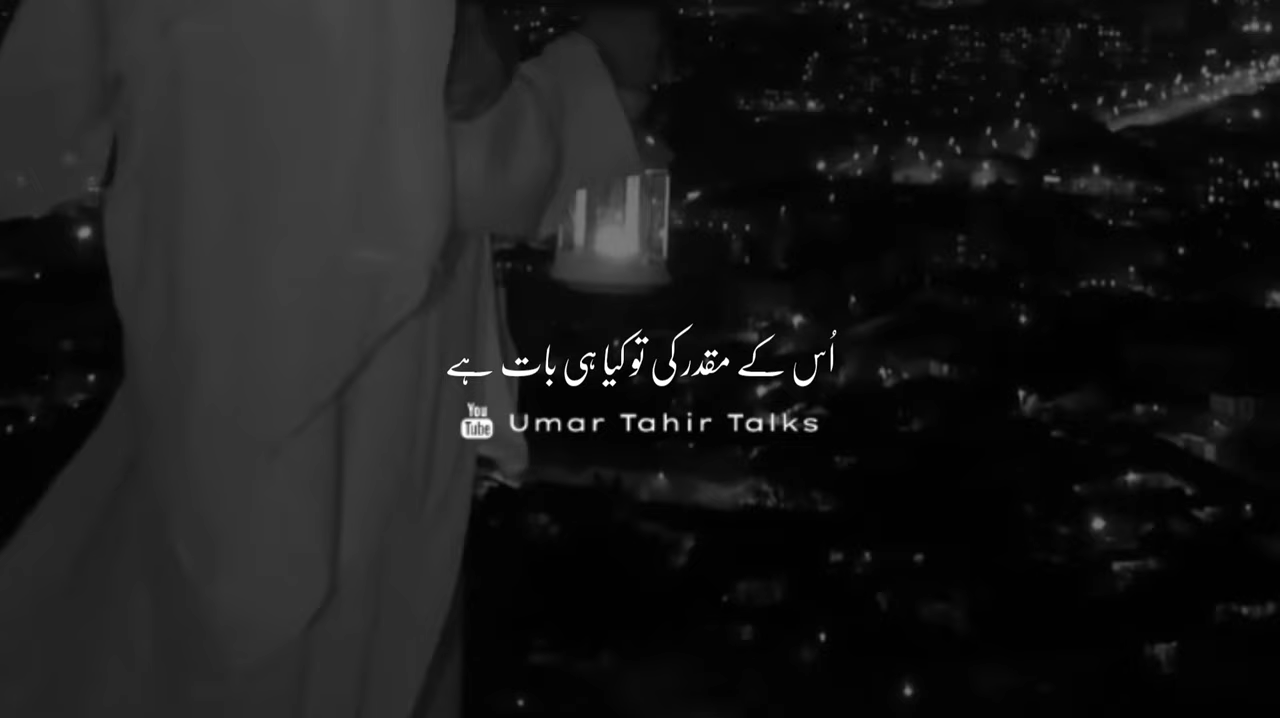 اُس کے مقدر کی تو کیا ہی بات ہے
You Tube Umar Tahir Talks